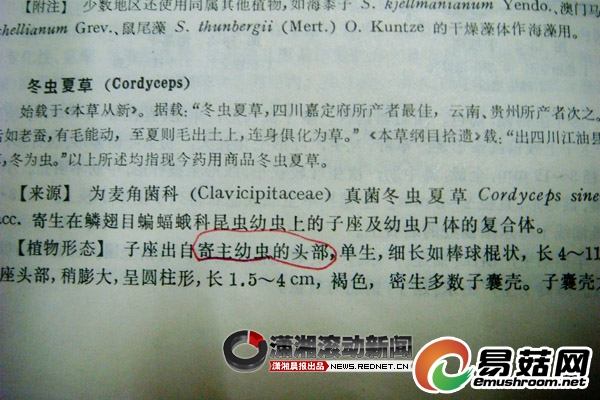 【附注】 少数地区还使用同属其他植物,如海蒿子 S. kjellmanianum Yendo.、澳门马
chellianum Grev.、鼠尾藻 S. thunbergii (Mert.) O. Kuntze 的干燥藻体作海藻用。
冬虫夏草 (Cordyceps)
始载于《本草从新》。据载:“冬虫夏草,四川嘉定府所产者最佳，云南、贵州所产者次之。
如老蚕,有毛能动，至夏则毛出土上,连身俱化为草。”《本草纲目拾遗》载:“出四川江油县
,冬为虫。”以上所述均指现今药用商品冬虫夏草。
【来源】 为麦角菌科 (Clavicipitaceae) 真菌冬虫夏草 Cordyceps sine
acc. 寄生在鳞翅目蝙蝠蛾科昆虫幼虫上的子座及幼虫尸体的复合体。
【植物形态】 子座出自寄主幼虫的头部,单生,细长如棒球棍状,长 4～11
座头部,稍膨大,呈圆柱形,长 1.5～4 cm, 褐色，密生多数子囊壳。子囊壳
潇湘滚动新闻
潇湘晨报出品 NEWS.REDNET.CN
易菇网
emushroom.net